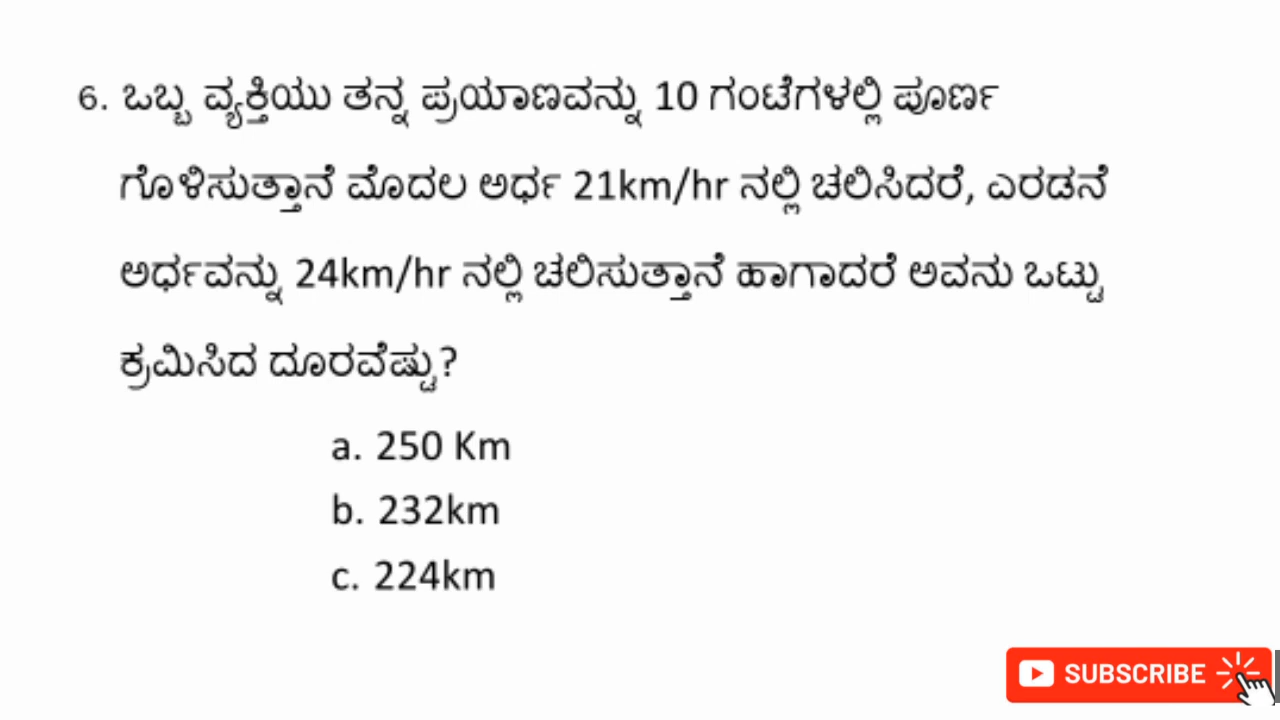 6. ಒಬ್ಬ ವ್ಯಕ್ತಿಯು ತನ್ನ ಪ್ರಯಾಣವನ್ನು 10 ಗಂಟೆಗಳಲ್ಲಿ ಪೂರ್ಣ
ಗೊಳಿಸುತ್ತಾನೆ ಮೊದಲ ಅರ್ಧ 21km/hr ನಲ್ಲಿ ಚಲಿಸಿದರೆ, ಎರಡನೆ
ಅರ್ಧವನ್ನು 24km/hr ನಲ್ಲಿ ಚಲಿಸುತ್ತಾನೆ ಹಾಗಾದರೆ ಅವನು ಒಟ್ಟು
ಕ್ರಮಿಸಿದ ದೂರವೆಷ್ಟು?
a. 250 Km
b. 232km
c. 224km
SUBSCRIBE